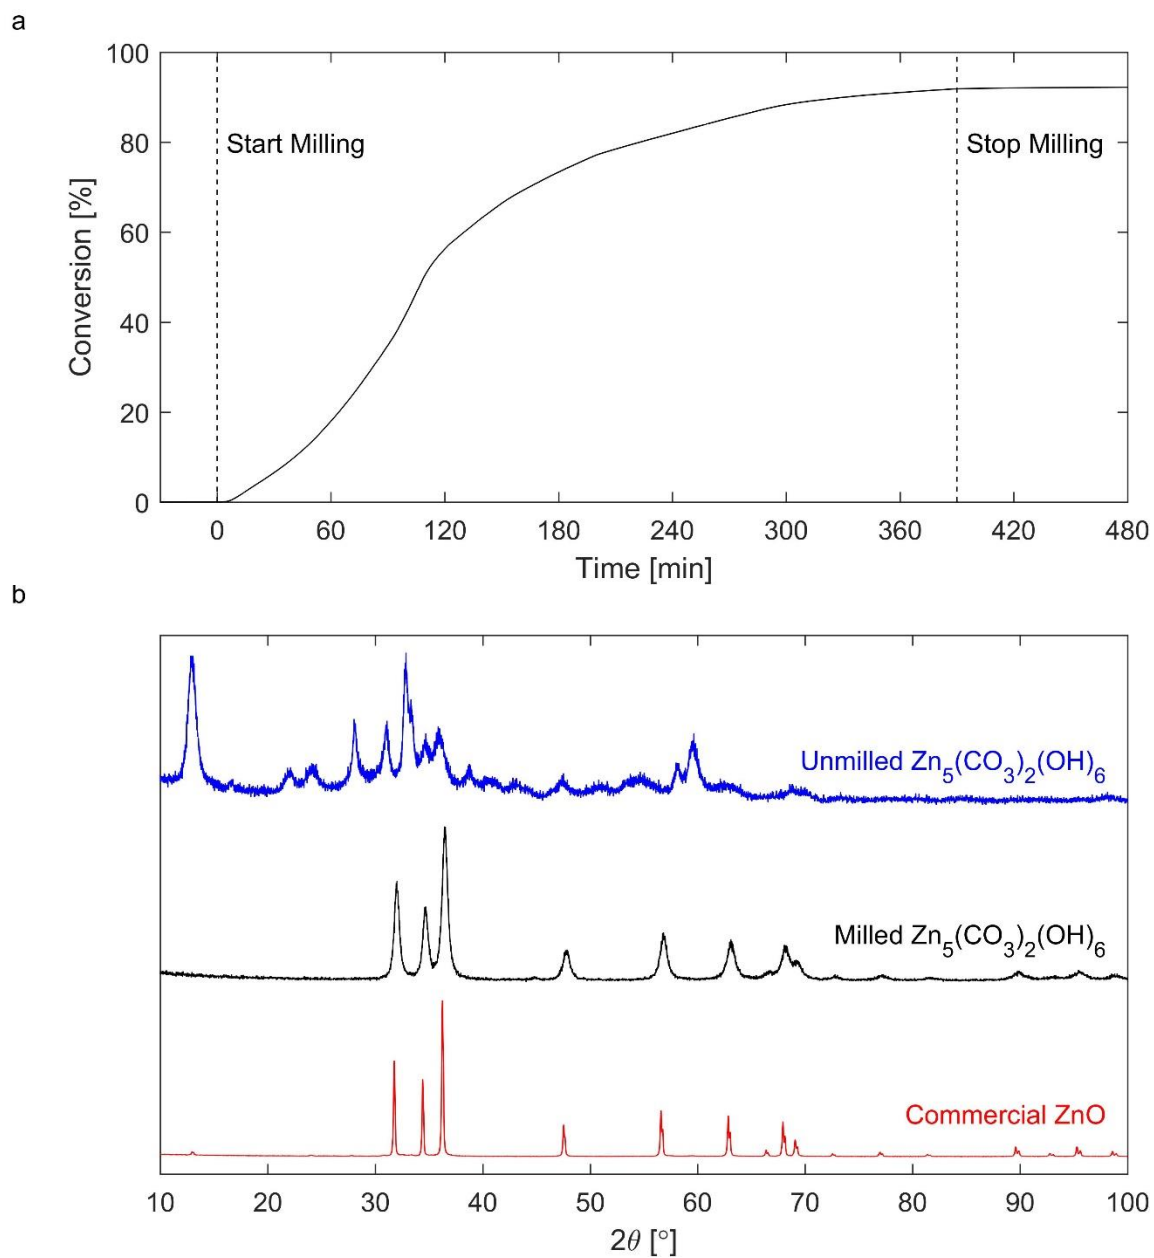 a
100
80
60
40
20
0
Conversion [%]
Start Milling
Stop Milling
0 60 120 180 240 300 360 420 480
Time [min]
b
Unmilled Zn5(CO3)2(OH)6
Milled Zn5(CO3)2(OH)6
Commercial ZnO
10 20 30 40 50 60 70 80 90 100
2θ [°]